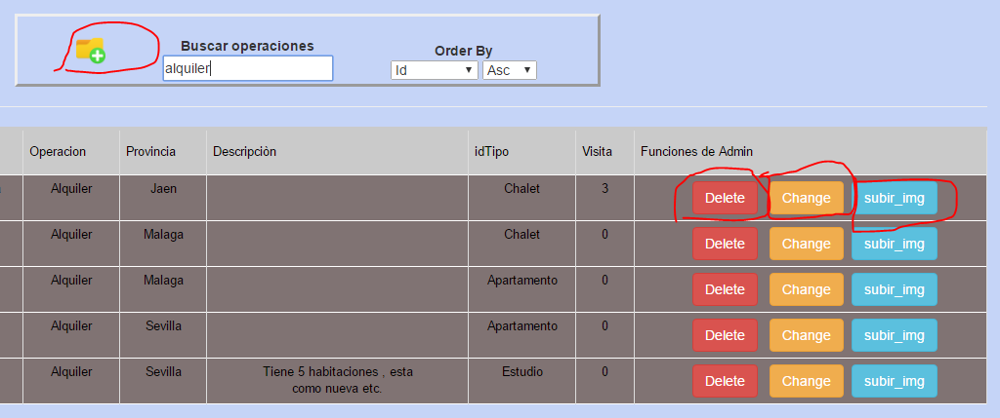 Buscar operaciones
Order By
alquiler
Id Asc
Operacion Provincia Descripciòn idTipo Visita Funciones de Admin
Alquiler Jaen Chalet 3 Delete Change subir_img
Alquiler Malaga Chalet 0 Delete Change subir_img
Alquiler Malaga Apartamento 0 Delete Change subir_img
Alquiler Sevilla Apartamento 0 Delete Change subir_img
Alquiler Sevilla Tiene 5 habitaciones , esta Estudio 0 Delete Change subir_img
como nueva etc.